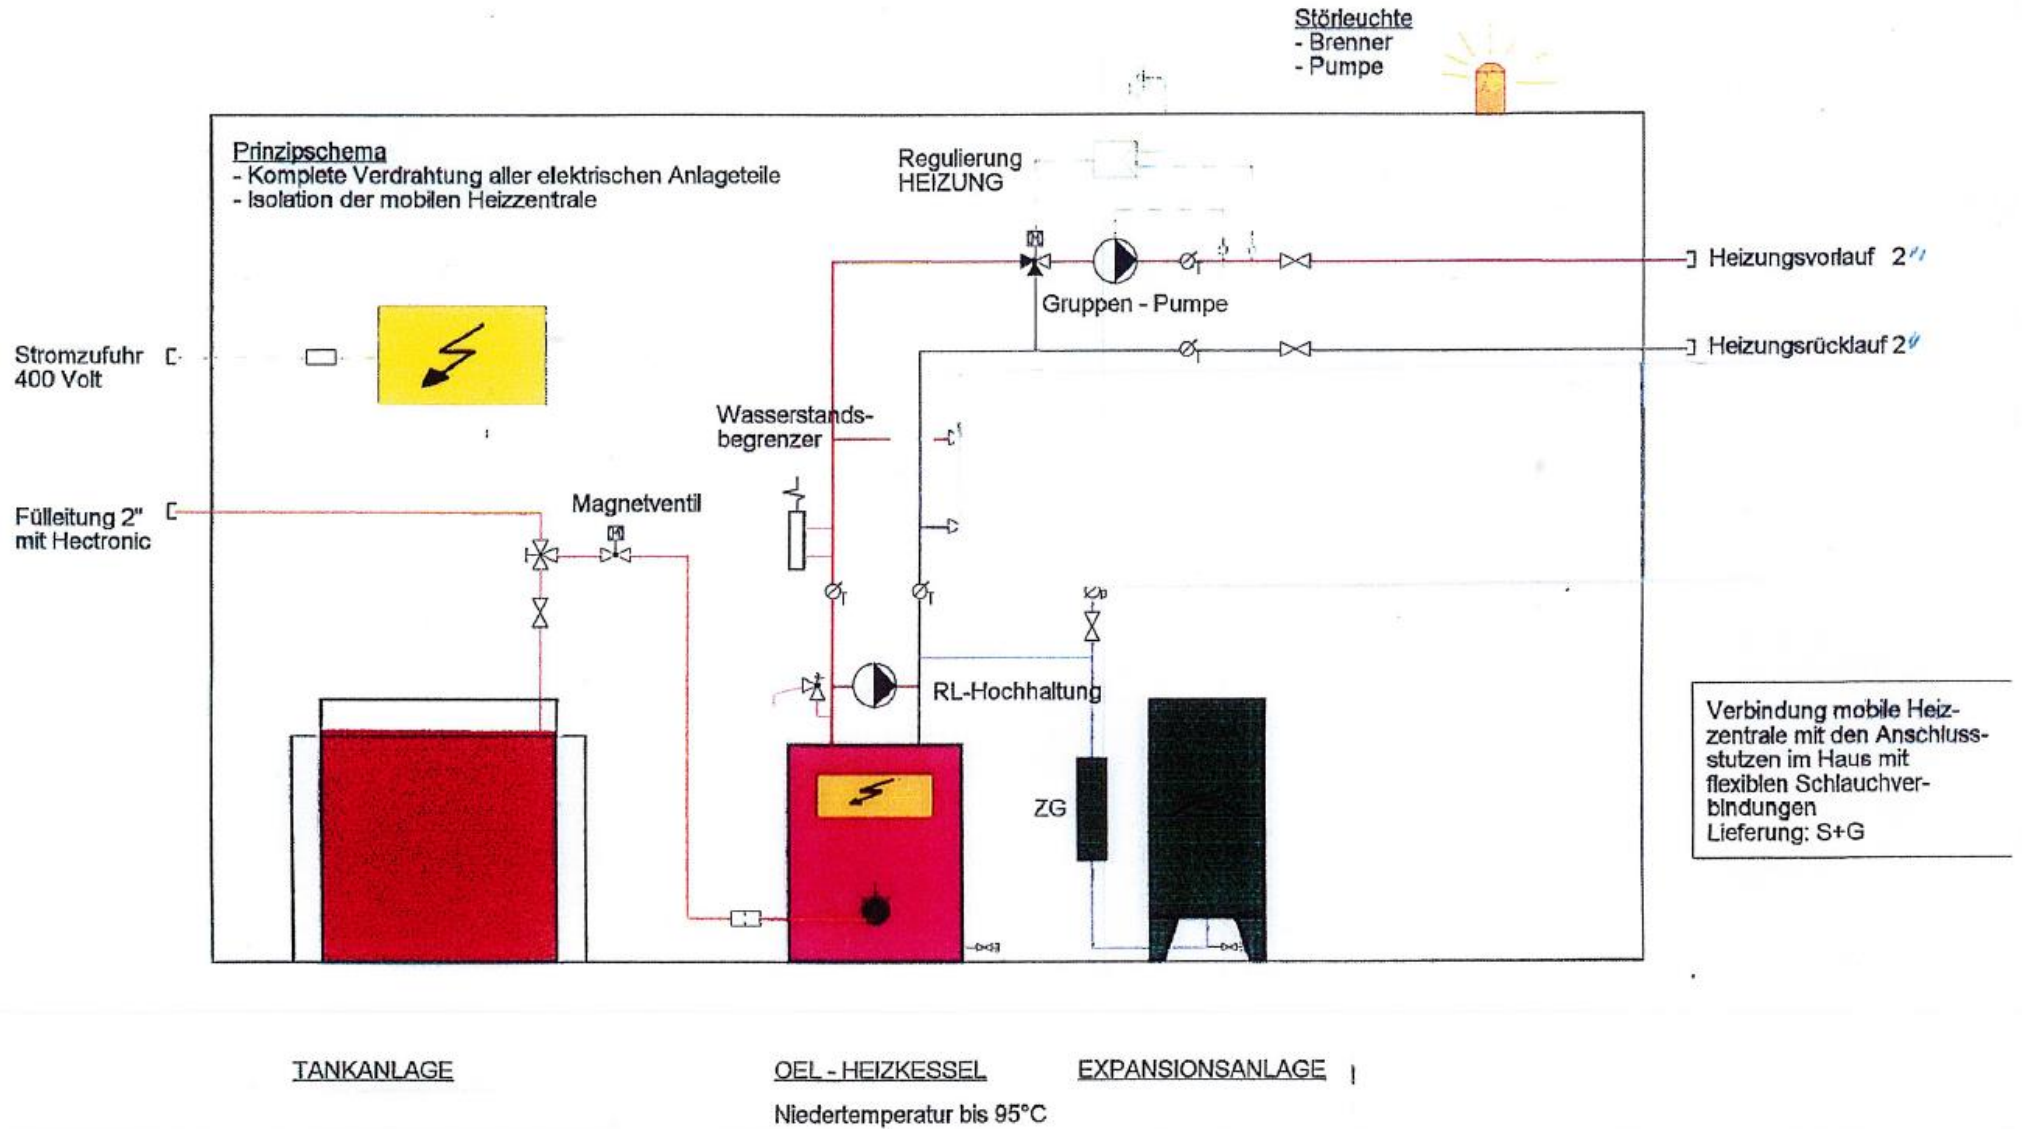 Störleuchte
- Brenner
- Pumpe
Prinzipschema
- Komplete Verdrahtung aller elektrischen Anlageteile
- Isolation der mobilen Heizzentrale
Regulierung
HEIZUNG
M
T
Heizungsvorlauf 2"
Gruppen - Pumpe
Stromzufuhr
400 Volt
T
Heizungsrücklauf 2"
Wasserstands-
begrenzer
Magnetventil
M
Fülleitung 2"
mit Hectronic
T
T
p
RL-Hochhaltung
Verbindung mobile Heiz-
zentrale mit den Anschluss-
stutzen im Haus mit
flexiblen Schlauchver-
bindungen
Lieferung: S+G
ZG
TANKANLAGE
OEL - HEIZKESSEL
EXPANSIONSANLAGE
Niedertemperatur bis 95°C